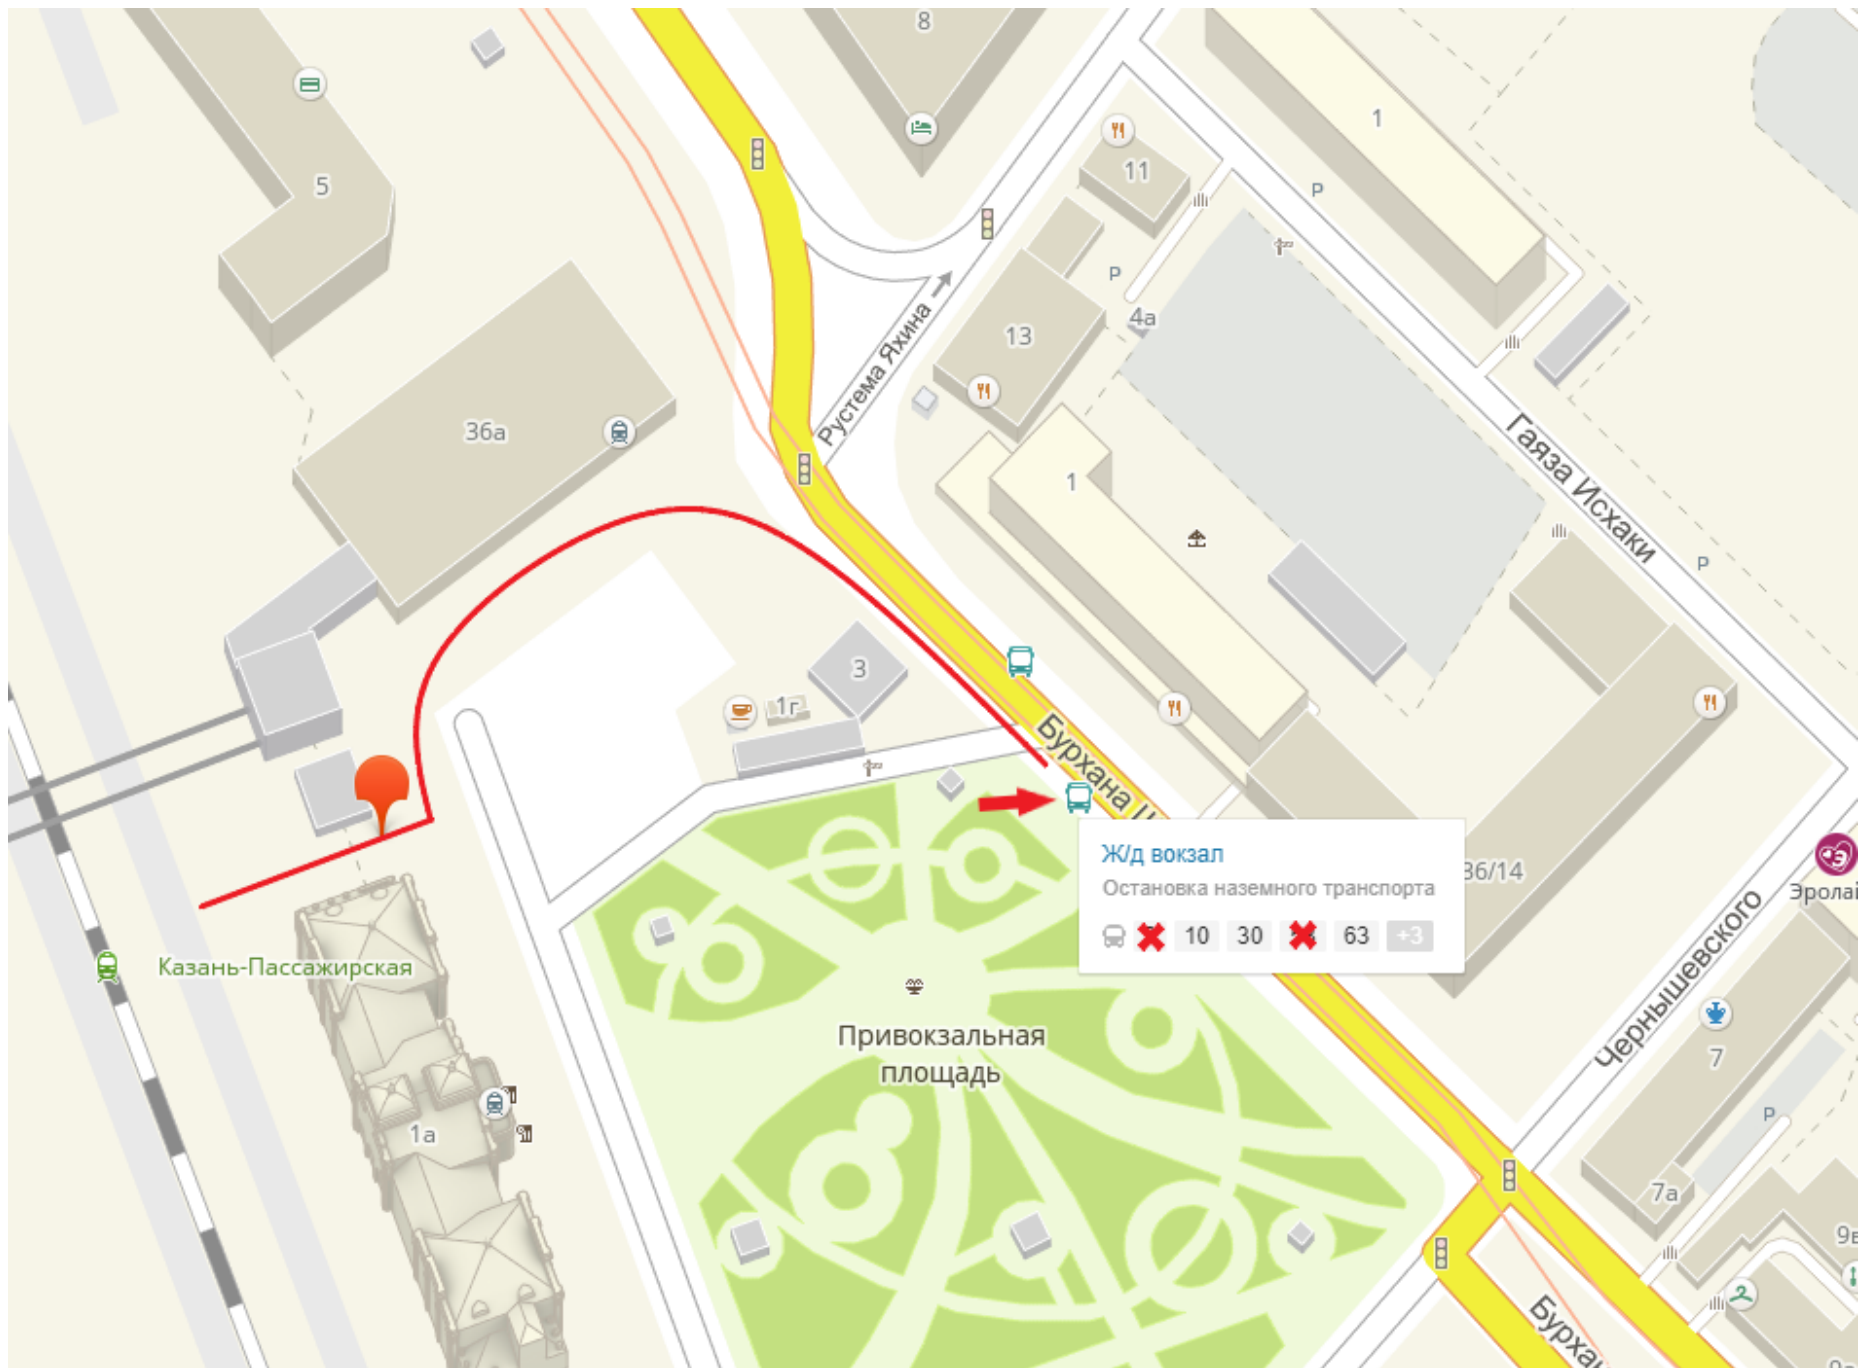 8
1
11
5
P
P
4а
13
Рустема Яхина
36а
1
Гаяза Исхаки
P
3
1г
Бурхана Ш
Ж/д вокзал
Остановка наземного транспорта
10 30 63 +3
36/14
Эролай
Чернышевского
Казань-Пассажирская
Привокзальная
площадь
7
P
1а
7а
9в
Бурхан